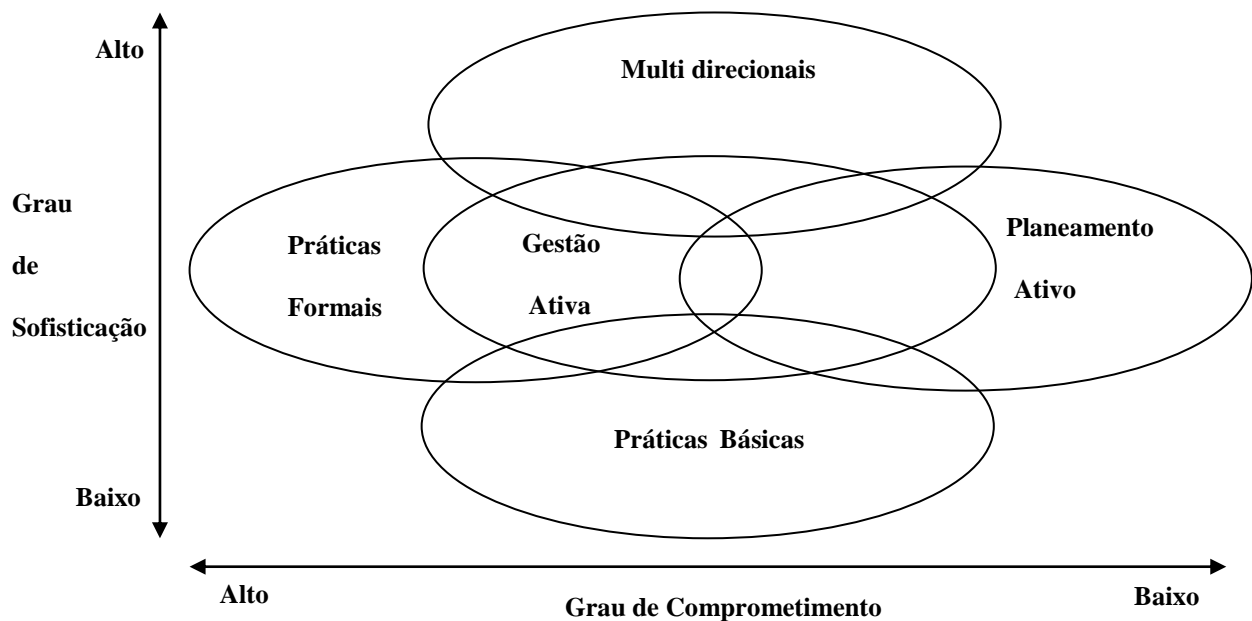 Alto
Multi direcionais
Grau
de
Sofisticação
Práticas
Formais
Gestão
Ativa
Planeamento
Ativo
Práticas Básicas
Baixo
Alto
Grau de Comprometimento
Baixo